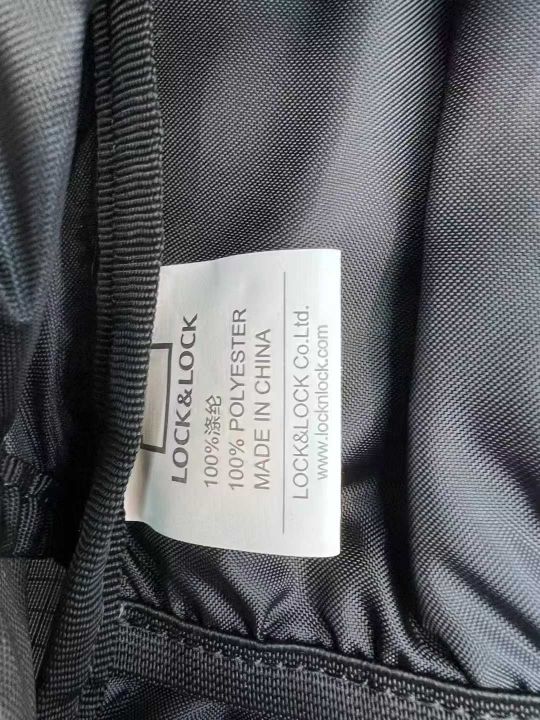 LOCK&LOCK
100%涤纶
100% POLYESTER
MADE IN CHINA
LOCK&LOCK Co.Ltd.
www.locknlock.com